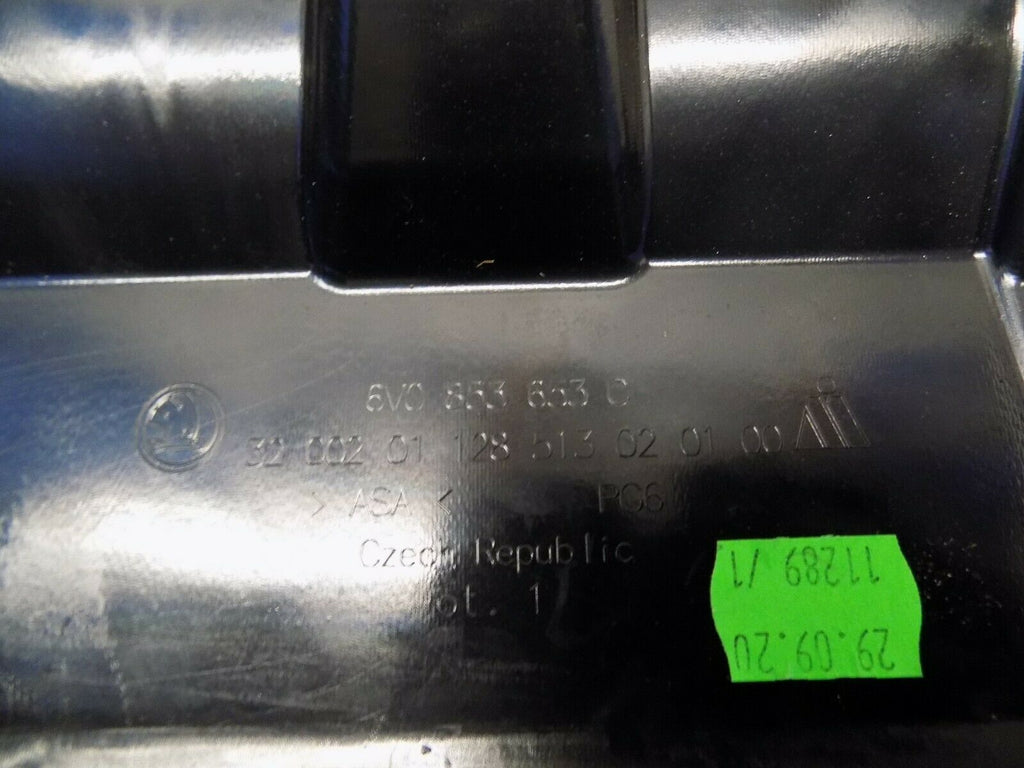 6V0 853 653 C
32 002 01 128 513 02 01 00
> ASA < PC6
Czech Republic
St. 1
11289 /1
29.09.20